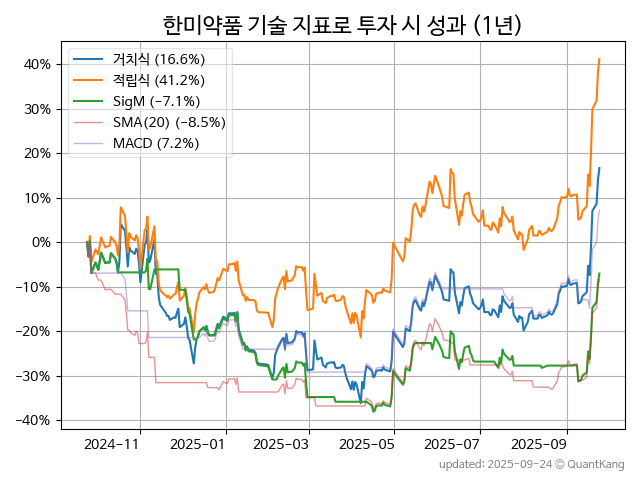 한미약품 기술 지표로 투자 시 성과 (1년)
거치식 (16.6%)
적립식 (41.2%)
SigM (−7.1%)
SMA(20) (−8.5%)
MACD (7.2%)
40%
30%
20%
10%
0%
−10%
−20%
−30%
−40%
2024-11 2025-01 2025-03 2025-05 2025-07 2025-09
updated: 2025-09-24 © QuantKang